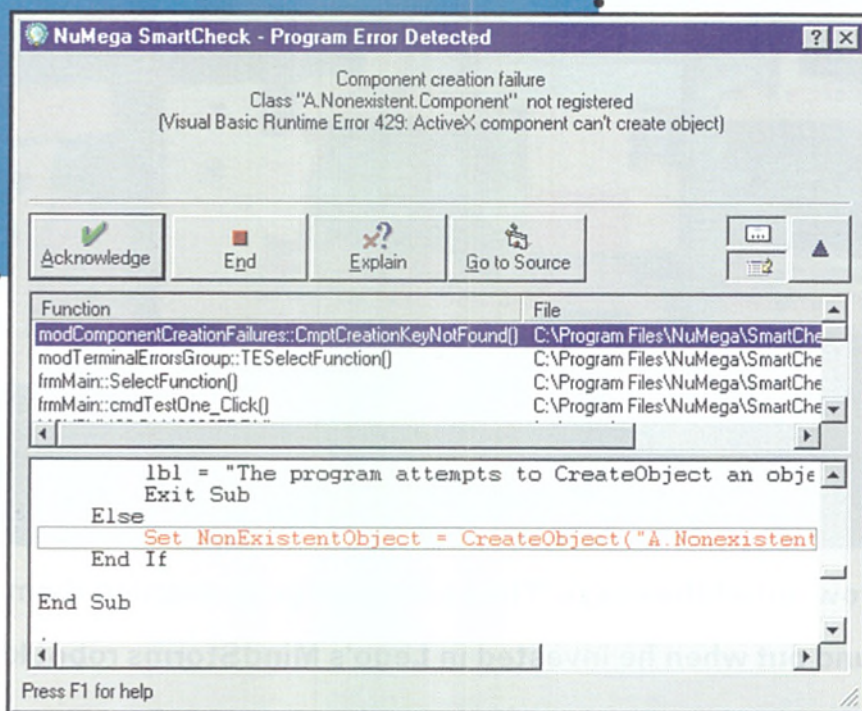 NuMega SmartCheck - Program Error Detected
Component creation failure
Class "A.Nonexistent.Component" not registered
(Visual Basic Runtime Error 429: ActiveX component can't create object)
Acknowledge
End
Explain
Go to Source
Function File
modComponentCreationFailures::CmptCreationKeyNotFound() C:\Program Files\NuMega\SmartChe
modTerminalErrorsGroup::TESelectFunction() C:\Program Files\NuMega\SmartChe
frmMain::SelectFunction() C:\Program Files\NuMega\SmartChe
frmMain::cmdTestOne_Click() C:\Program Files\NuMega\SmartChe
lbl = "The program attempts to CreateObject an obje
Exit Sub
Else
Set NonExistentObject = CreateObject("A.Nonexistent
End If
End Sub
Press F1 for help